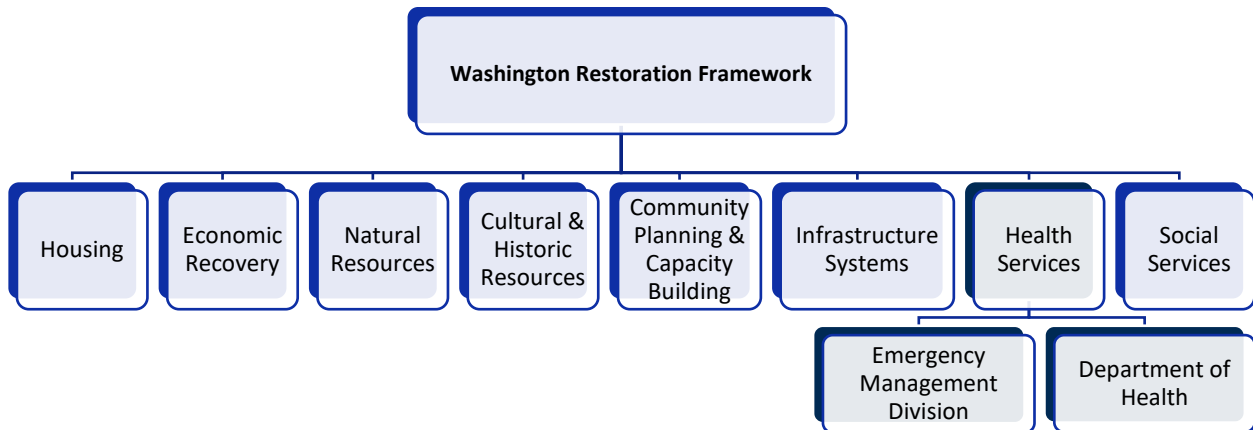 Washington Restoration Framework
Housing
Economic
Recovery
Natural
Resources
Cultural &
Historic
Resources
Community
Planning &
Capacity
Building
Infrastructure
Systems
Health
Services
Social
Services
Emergency
Management
Division
Department of
Health